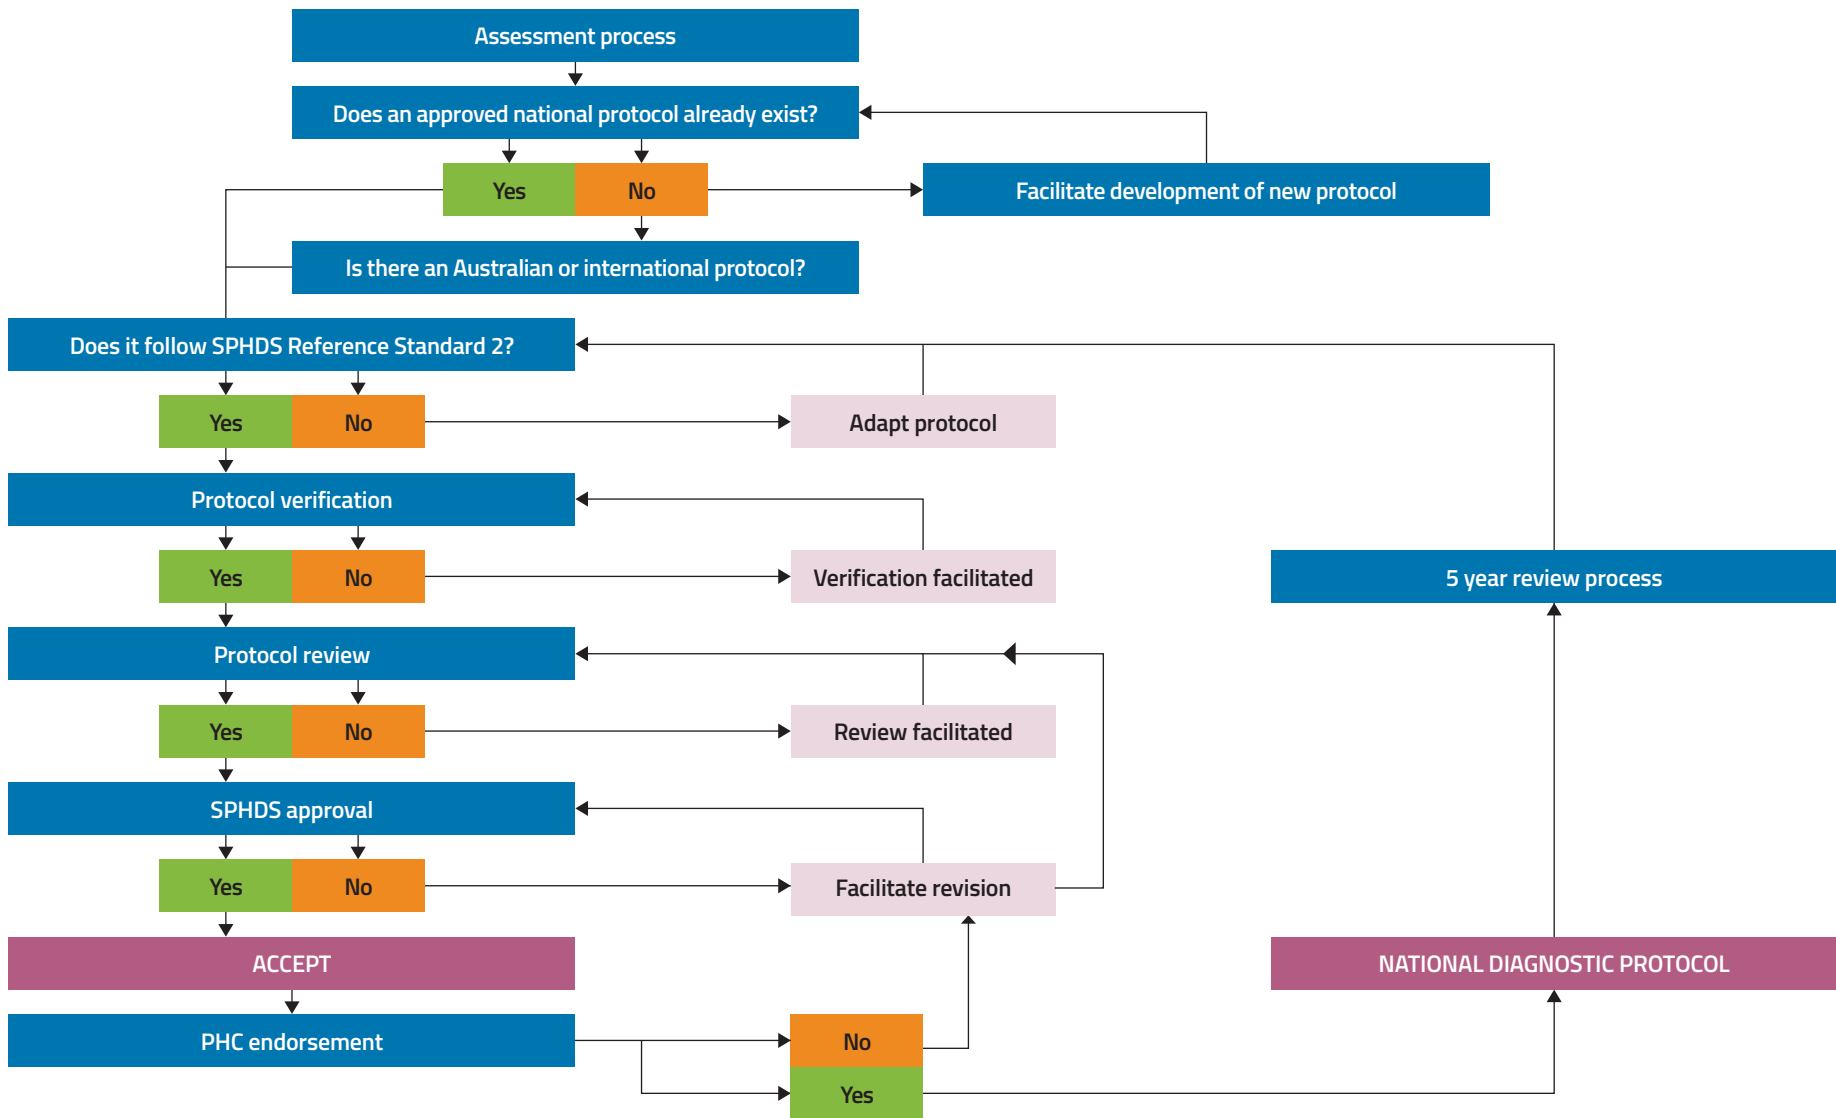 Assessment process
Does an approved national protocol already exist?
Yes
No
Facilitate development of new protocol
Is there an Australian or international protocol?
Does it follow SPHDS Reference Standard 2?
Yes
No
Adapt protocol
Protocol verification
Yes
No
Verification facilitated
5 year review process
Protocol review
Yes
No
Review facilitated
SPHDS approval
Yes
No
Facilitate revision
ACCEPT
NATIONAL DIAGNOSTIC PROTOCOL
PHC endorsement
No
Yes